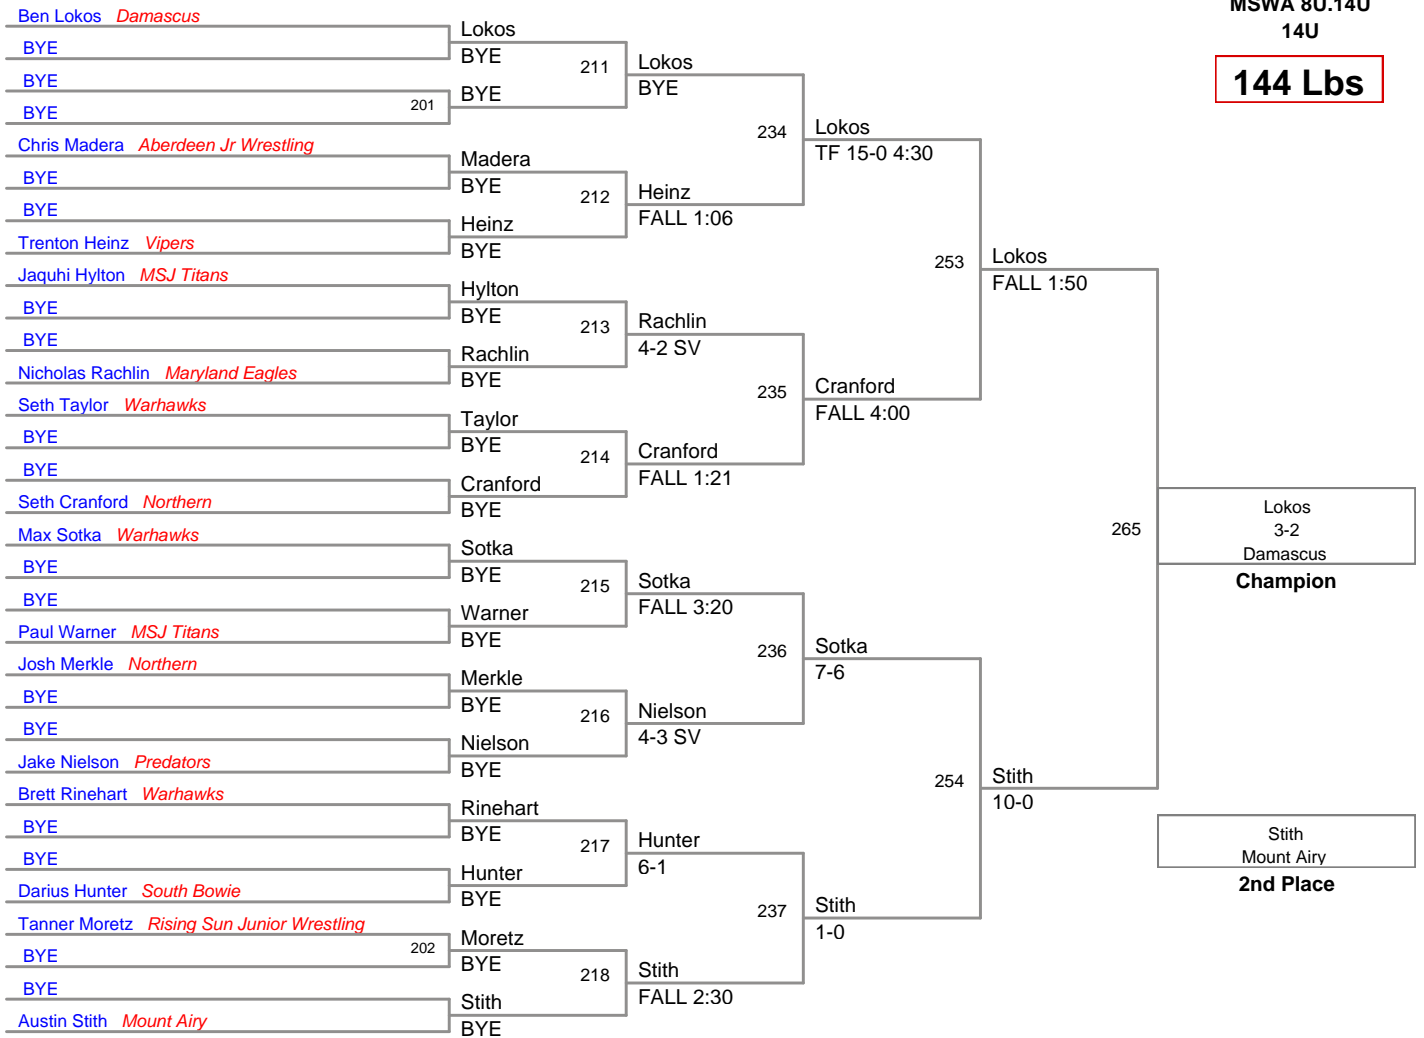 MSWA 8U.14U
14U
144 Lbs
Ben Lokos Damascus
BYE
BYE
BYE
Chris Madera Aberdeen Jr Wrestling
BYE
BYE
Trenton Heinz Vipers
Jaquhi Hylton MSJ Titans
BYE
BYE
Nicholas Rachlin Maryland Eagles
Seth Taylor Warhawks
BYE
BYE
Seth Cranford Northern
Max Sotka Warhawks
BYE
BYE
Paul Warner MSJ Titans
Josh Merkle Northern
BYE
BYE
Jake Nielson Predators
Brett Rinehart Warhawks
BYE
BYE
Darius Hunter South Bowie
Tanner Moretz Rising Sun Junior Wrestling
BYE
BYE
Austin Stith Mount Airy
201
202
Lokos
BYE
BYE
Madera
BYE
Heinz
BYE
Hylton
BYE
Rachlin
BYE
Taylor
BYE
Cranford
BYE
Sotka
BYE
Warner
BYE
Merkle
BYE
Nielson
BYE
Rinehart
BYE
Hunter
BYE
Moretz
BYE
Stith
BYE
211
212
213
214
215
216
217
218
Lokos
BYE
Heinz
FALL 1:06
Rachlin
4-2 SV
Cranford
FALL 1:21
Sotka
FALL 3:20
Nielson
4-3 SV
Hunter
6-1
Stith
FALL 2:30
234
235
236
237
Lokos
TF 15-0 4:30
Cranford
FALL 4:00
Sotka
7-6
Stith
1-0
253
254
Lokos
FALL 1:50
Stith
10-0
265
Lokos
3-2
Damascus
Champion
Stith
Mount Airy
2nd Place